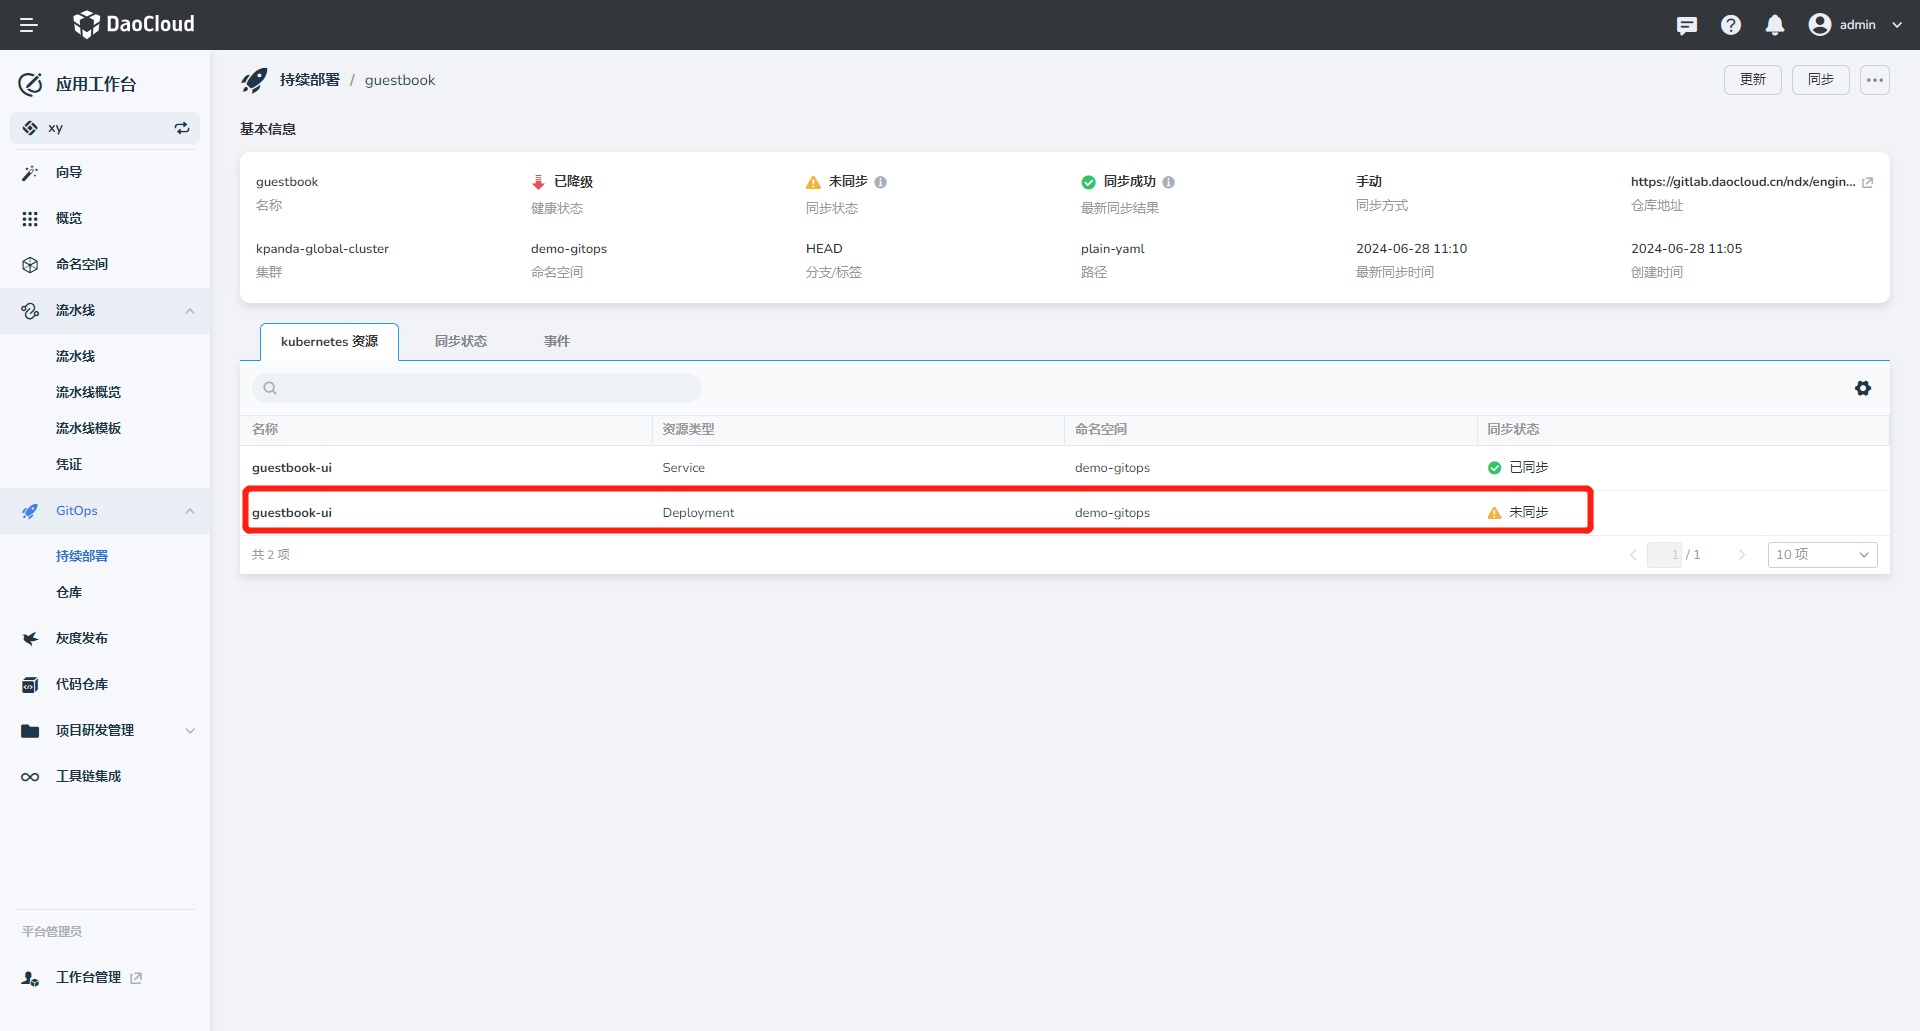 DaoCloud
admin
应用工作台
xy
向导
概览
命名空间
流水线
流水线
流水线概览
流水线模板
凭证
GitOps
持续部署
仓库
灰度发布
代码仓库
项目研发管理
工具链集成
平台管理员
工作台管理
持续部署 / guestbook
更新
同步
基本信息
guestbook
名称
已降级
健康状态
未同步
同步状态
同步成功
最新同步结果
手动
同步方式
https://gitlab.daocloud.cn/ndx/engin...
仓库地址
kpanda-global-cluster
集群
demo-gitops
命名空间
HEAD
分支/标签
plain-yaml
路径
2024-06-28 11:10
最新同步时间
2024-06-28 11:05
创建时间
kubernetes 资源
同步状态
事件
名称 资源类型 命名空间 同步状态
guestbook-ui Service demo-gitops 已同步
guestbook-ui Deployment demo-gitops 未同步
共 2 项
1 / 1
10 项